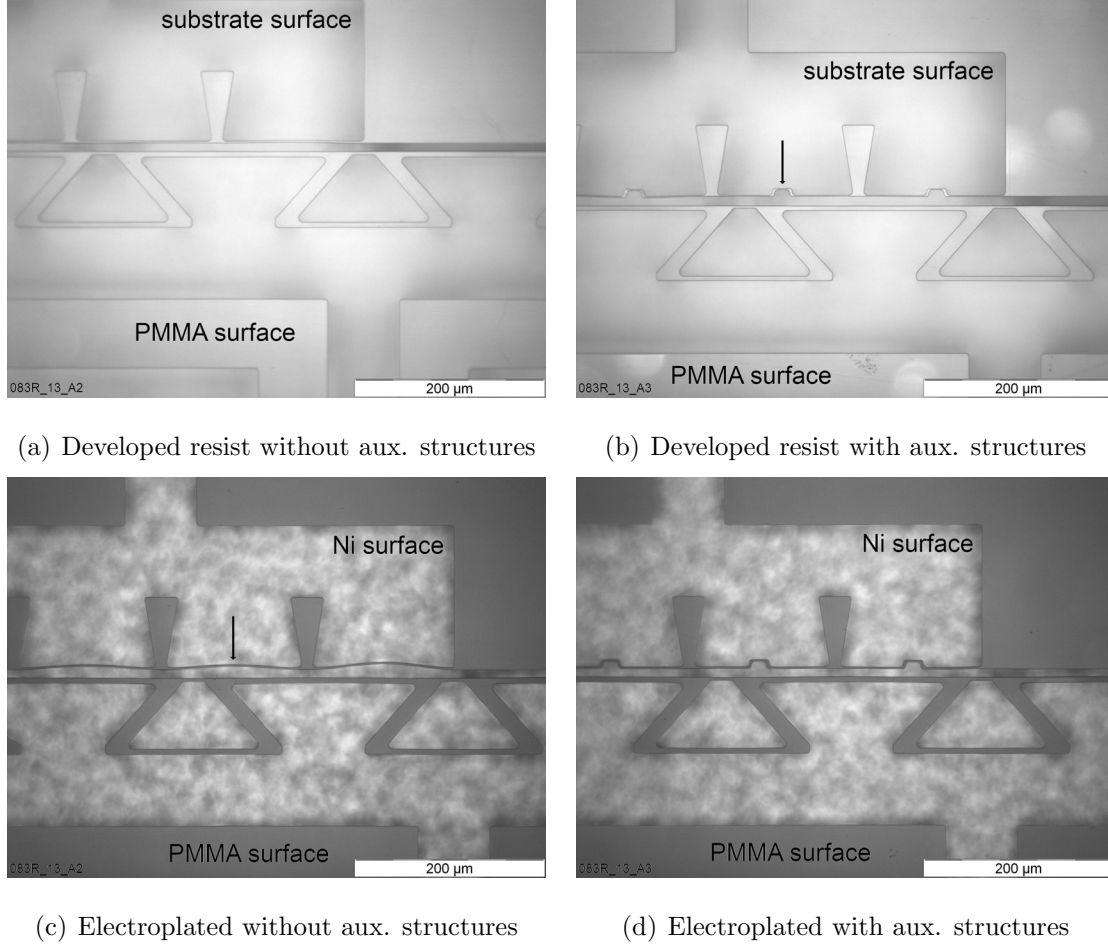 substrate surface
PMMA surface
083R_13_A2
200 µm
(a) Developed resist without aux. structures
substrate surface
PMMA surface
083R_13_A3
200 µm
(b) Developed resist with aux. structures
Ni surface
PMMA surface
083R_13_A2
200 µm
(c) Electroplated without aux. structures
Ni surface
PMMA surface
083R_13_A3
200 µm
(d) Electroplated with aux. structures